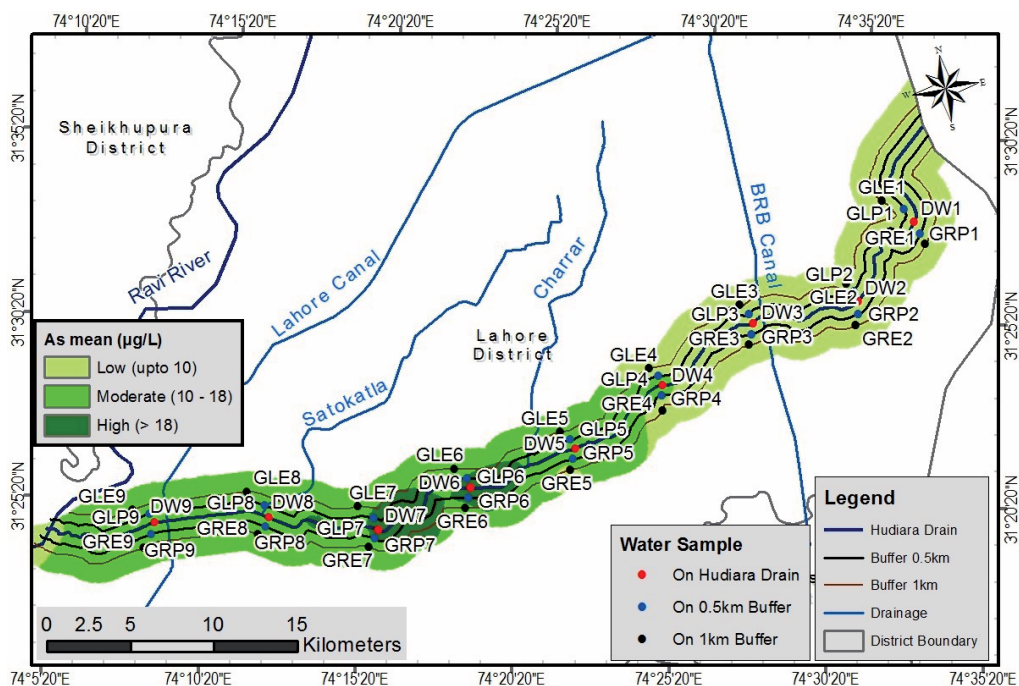 74°10'20"E 74°15'20"E 74°20'20"E 74°25'20"E 74°30'20"E 74°35'20"E
N
W E
S
31°35'20"N
31°30'20"N
31°25'20"N
31°30'20"N
31°25'20"N
31°20'20"N
Sheikhupura
District
Ravi River
Lahore Canal
Satokatla
Charrar
BRB Canal
Lahore
District
GLE1
GLP1 DW1
GRE1 GRP1
GLP2
GLE2 DW2
GRP2
GRE2
GLE3
GLP3 DW3
GRE3 GRP3
GLE4
GLP4 DW4
GRE4
GRP4
GLE5
DW5 GLP5
GRP5
GRE5
GLE6
DW6 GLP6
GRP6
GRE6
GLE7
GLP7 DW7
GRP7
GRE7
GLE8
GLP8 DW8
GRE8
GRP8
GLE9
GLP9 DW9
GRE9
GRP9
As mean (µg/L)
Low (upto 10)
Moderate (10 - 18)
High (> 18)
0 2.5 5 10 15
Kilometers
Water Sample
On Hudiara Drain
On 0.5km Buffer
On 1km Buffer
Legend
Hudiara Drain
Buffer 0.5km
Buffer 1km
Drainage
District Boundary
74°5'20"E 74°10'20"E 74°15'20"E 74°20'20"E 74°25'20"E 74°30'20"E 74°35'20"E